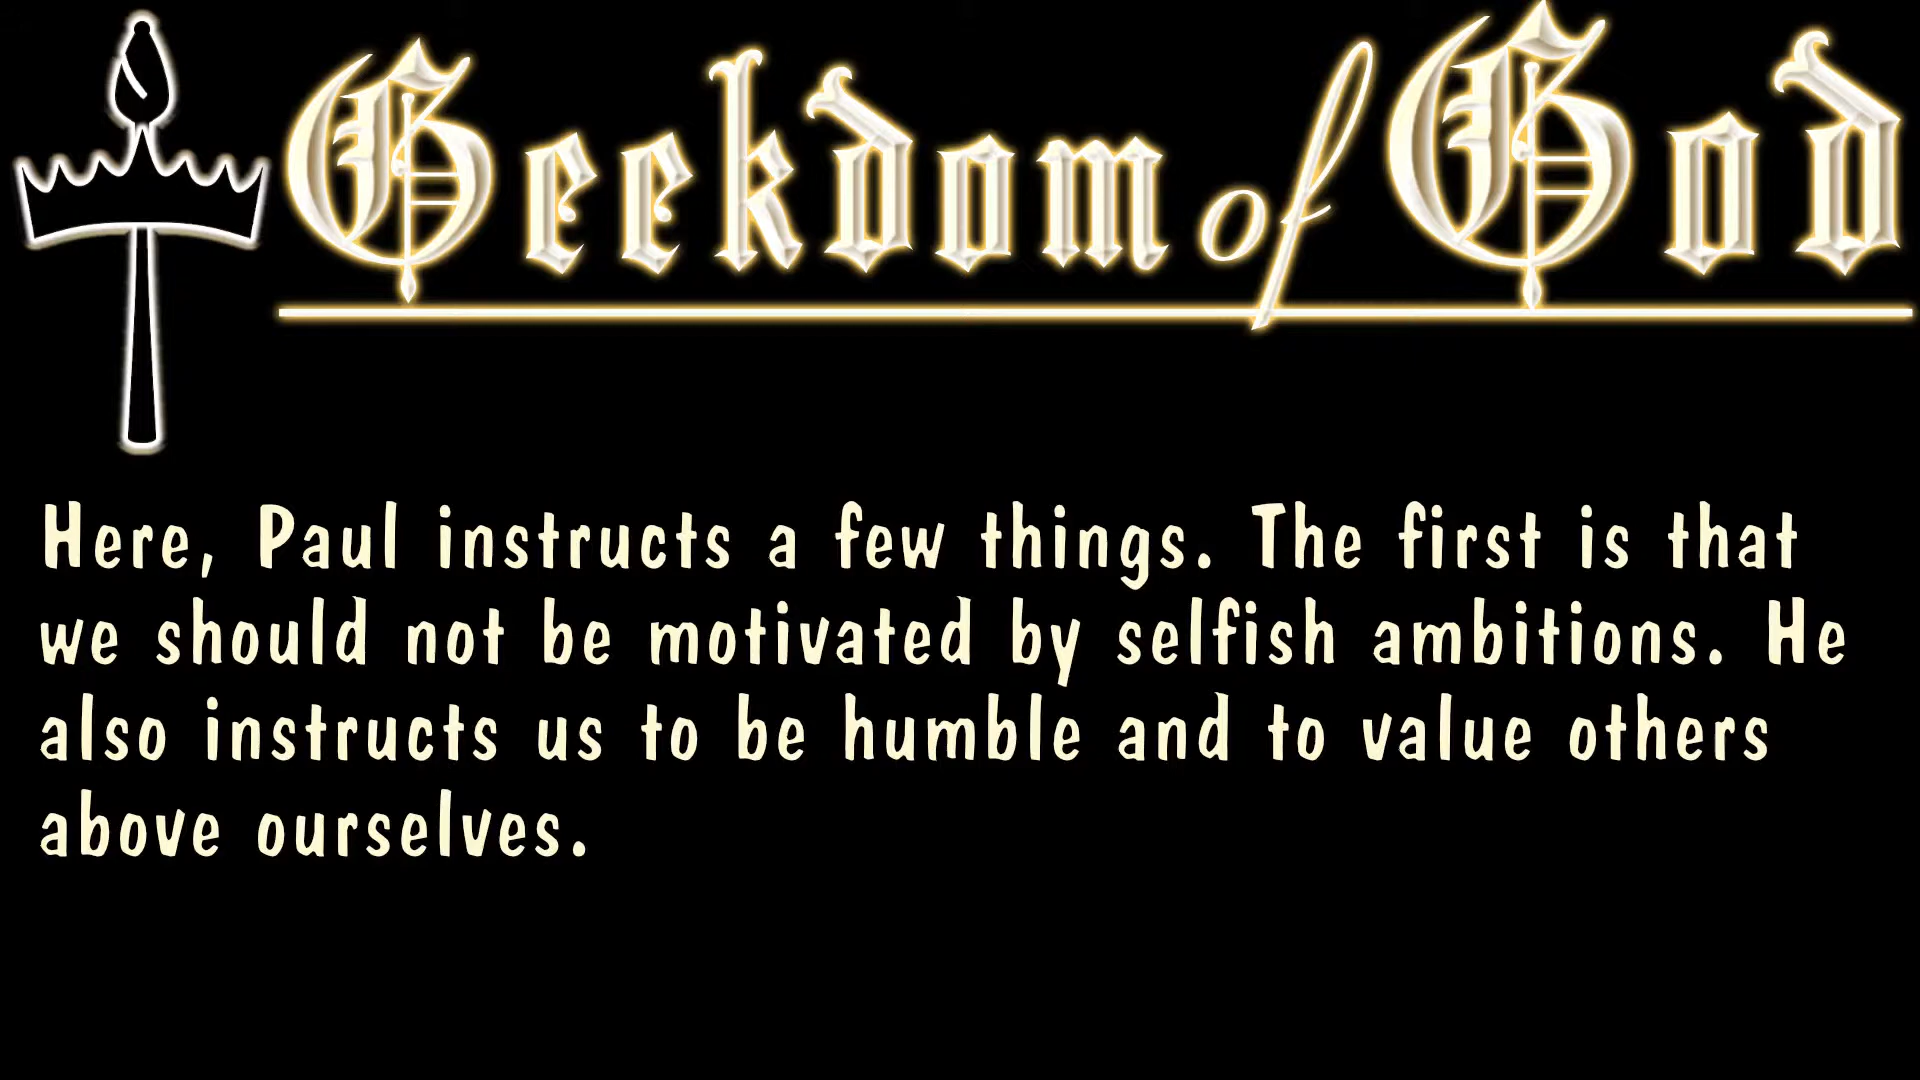 Geekdom of God
Here, Paul instructs a few things. The first is that
we should not be motivated by selfish ambitions. He
also instructs us to be humble and to value others
above ourselves.